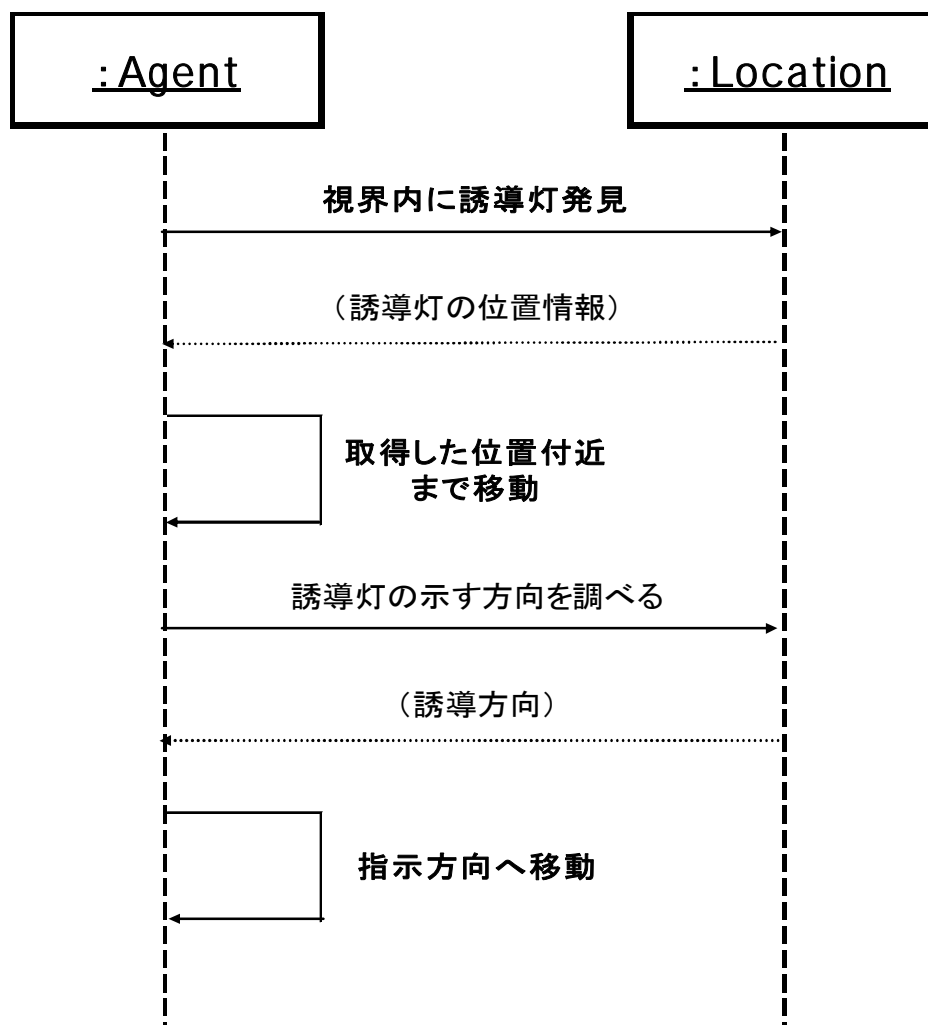 : Agent
: Location
視界内に誘導灯発見
（誘導灯の位置情報）
取得した位置付近
まで移動
誘導灯の示す方向を調べる
（誘導方向）
指示方向へ移動